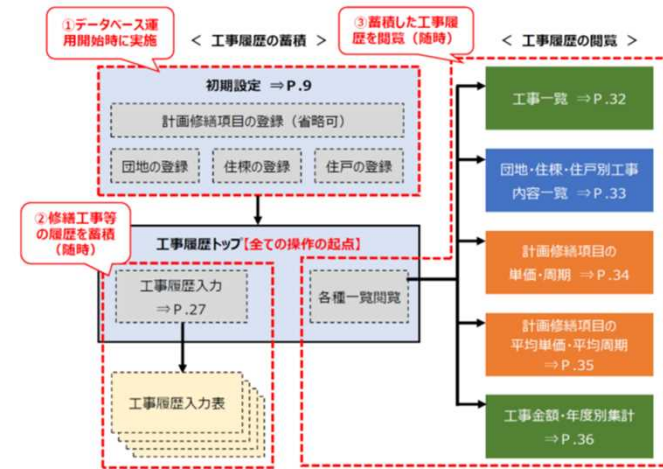 ①データベース運
用開始時に実施
＜ 工事履歴の蓄積 ＞
③蓄積した工事履
歴を閲覧（随時）
＜ 工事履歴の閲覧 ＞
初期設定 ⇒P.9
計画修繕項目の登録（省略可）
団地の登録
住棟の登録
住戸の登録
②修繕工事等
の履歴を蓄積
（随時）
工事履歴トップ【全ての操作の起点】
工事履歴入力
⇒P.27
各種一覧閲覧
工事履歴入力表
工事一覧 ⇒P.32
団地・住棟・住戸別工事
内容一覧 ⇒P.33
計画修繕項目の
単価・周期 ⇒P.34
計画修繕項目の
平均単価・平均周期
⇒P.35
工事金額・年度別集計
⇒P.36